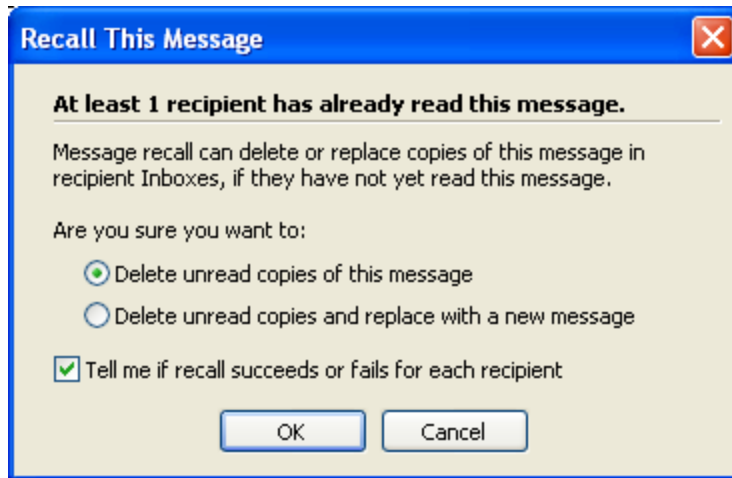 Recall This Message
At least 1 recipient has already read this message.
Message recall can delete or replace copies of this message in
recipient Inboxes, if they have not yet read this message.
Are you sure you want to:
Delete unread copies of this message
Delete unread copies and replace with a new message
Tell me if recall succeeds or fails for each recipient
OK
Cancel